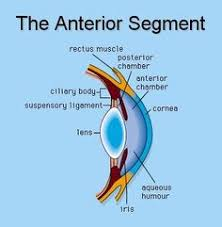 The Anterior Segment
rectus muscle
posterior
chamber
anterior
chamber
ciliary body
suspensory ligament
cornea
lens
aqueous
humour
iris